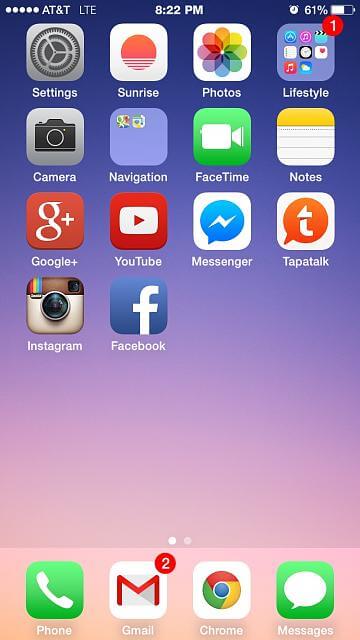 AT&T LTE 8:22 PM 61%
1
Settings Sunrise Photos Lifestyle
Camera Navigation FaceTime Notes
g+ t
Google+ YouTube Messenger Tapatalk
f
Instagram Facebook
2
Phone Gmail Chrome Messages